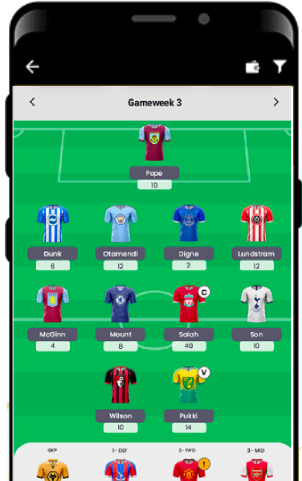 Gameweek 3
Pope
10
Dunk
Otamendi
Digne
Lundstram
6
12
2
12
C
McGinn
Mount
Salah
Son
4
8
40
10
V
Wilson
Pukki
10
14
GKP
1- DEF
2- FWD
3- MID
!